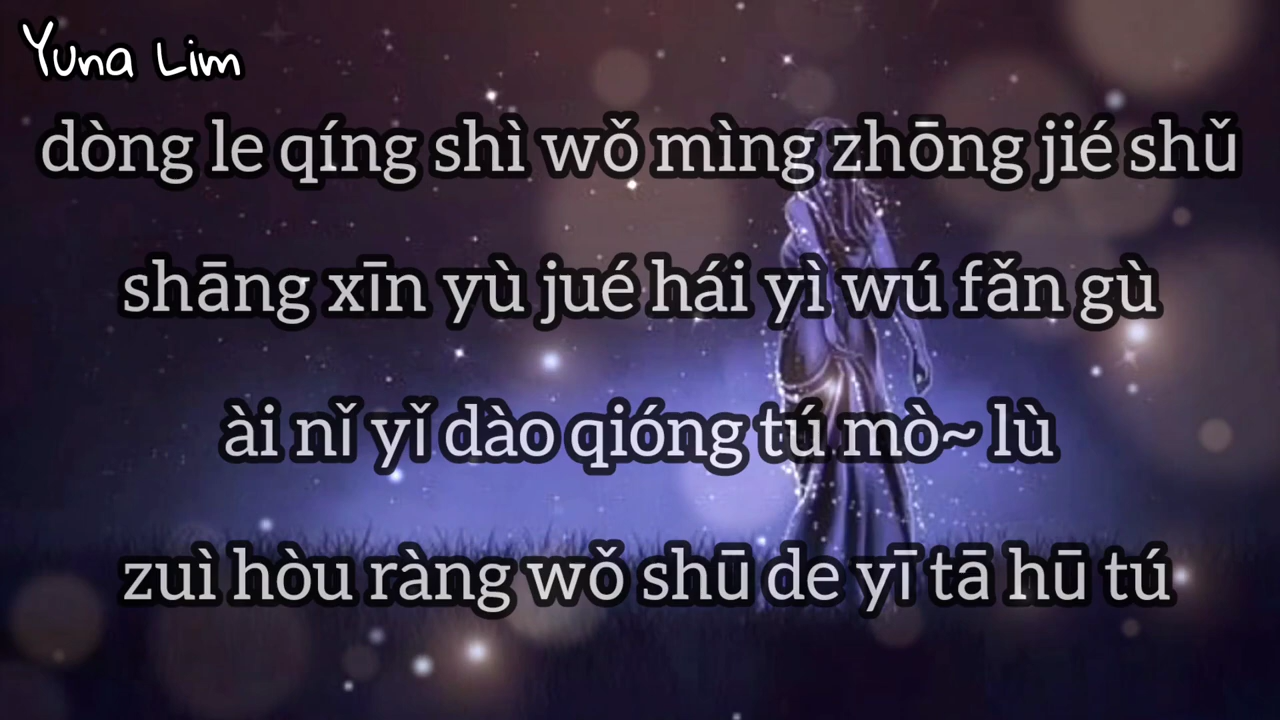 Yuna Lim
dòng le qíng shì wǒ mìng zhōng jié shǔ
shāng xīn yù jué hái yì wú fǎn gù
ài nǐ yǐ dào qióng tú mò~ lù
zuì hòu ràng wǒ shū de yī tā hū tú